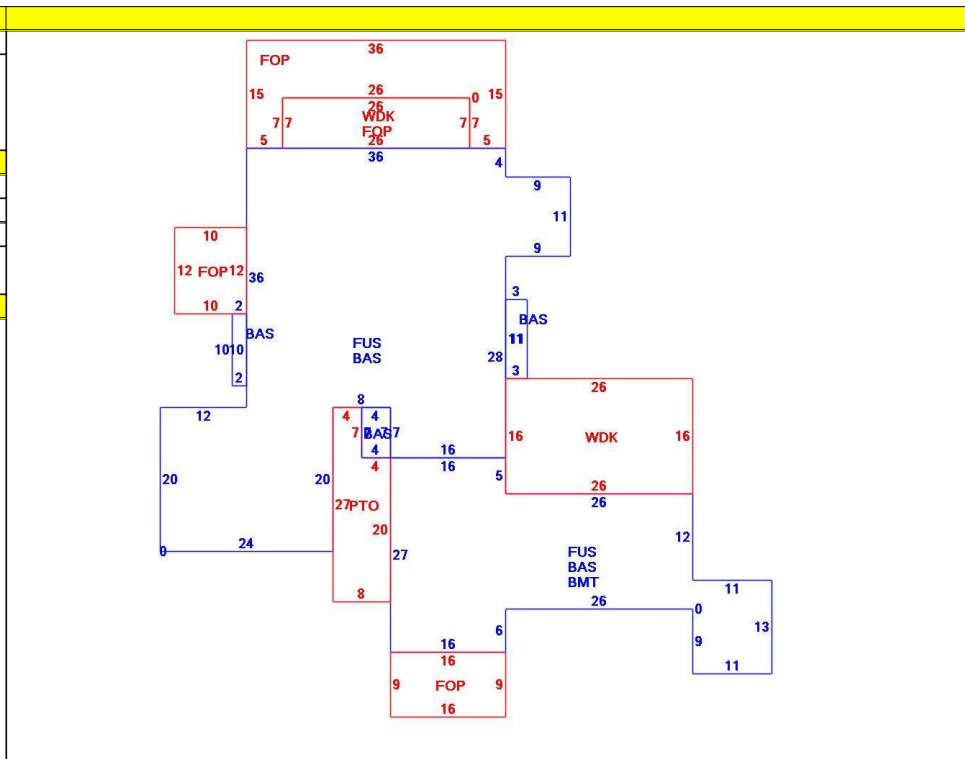 36
FOP
15 15
26 0
26
WDK
7 7 7 7
FOP
5 26 5
36 4
9
11
10 9
12 FOP 12 36
3
10 2
BAS BAS
10 10 FUS 11
BAS 28
2 3
8 26
12 4 4
7 7 7 BAS 16 WDK 16
4 16
4 16
20 20 5
26
27 PTO 26
20 12
24 27 FUS
0 BAS
BMT 11
8 26 0
6 13
16 9
16 11
9 FOP 9
16